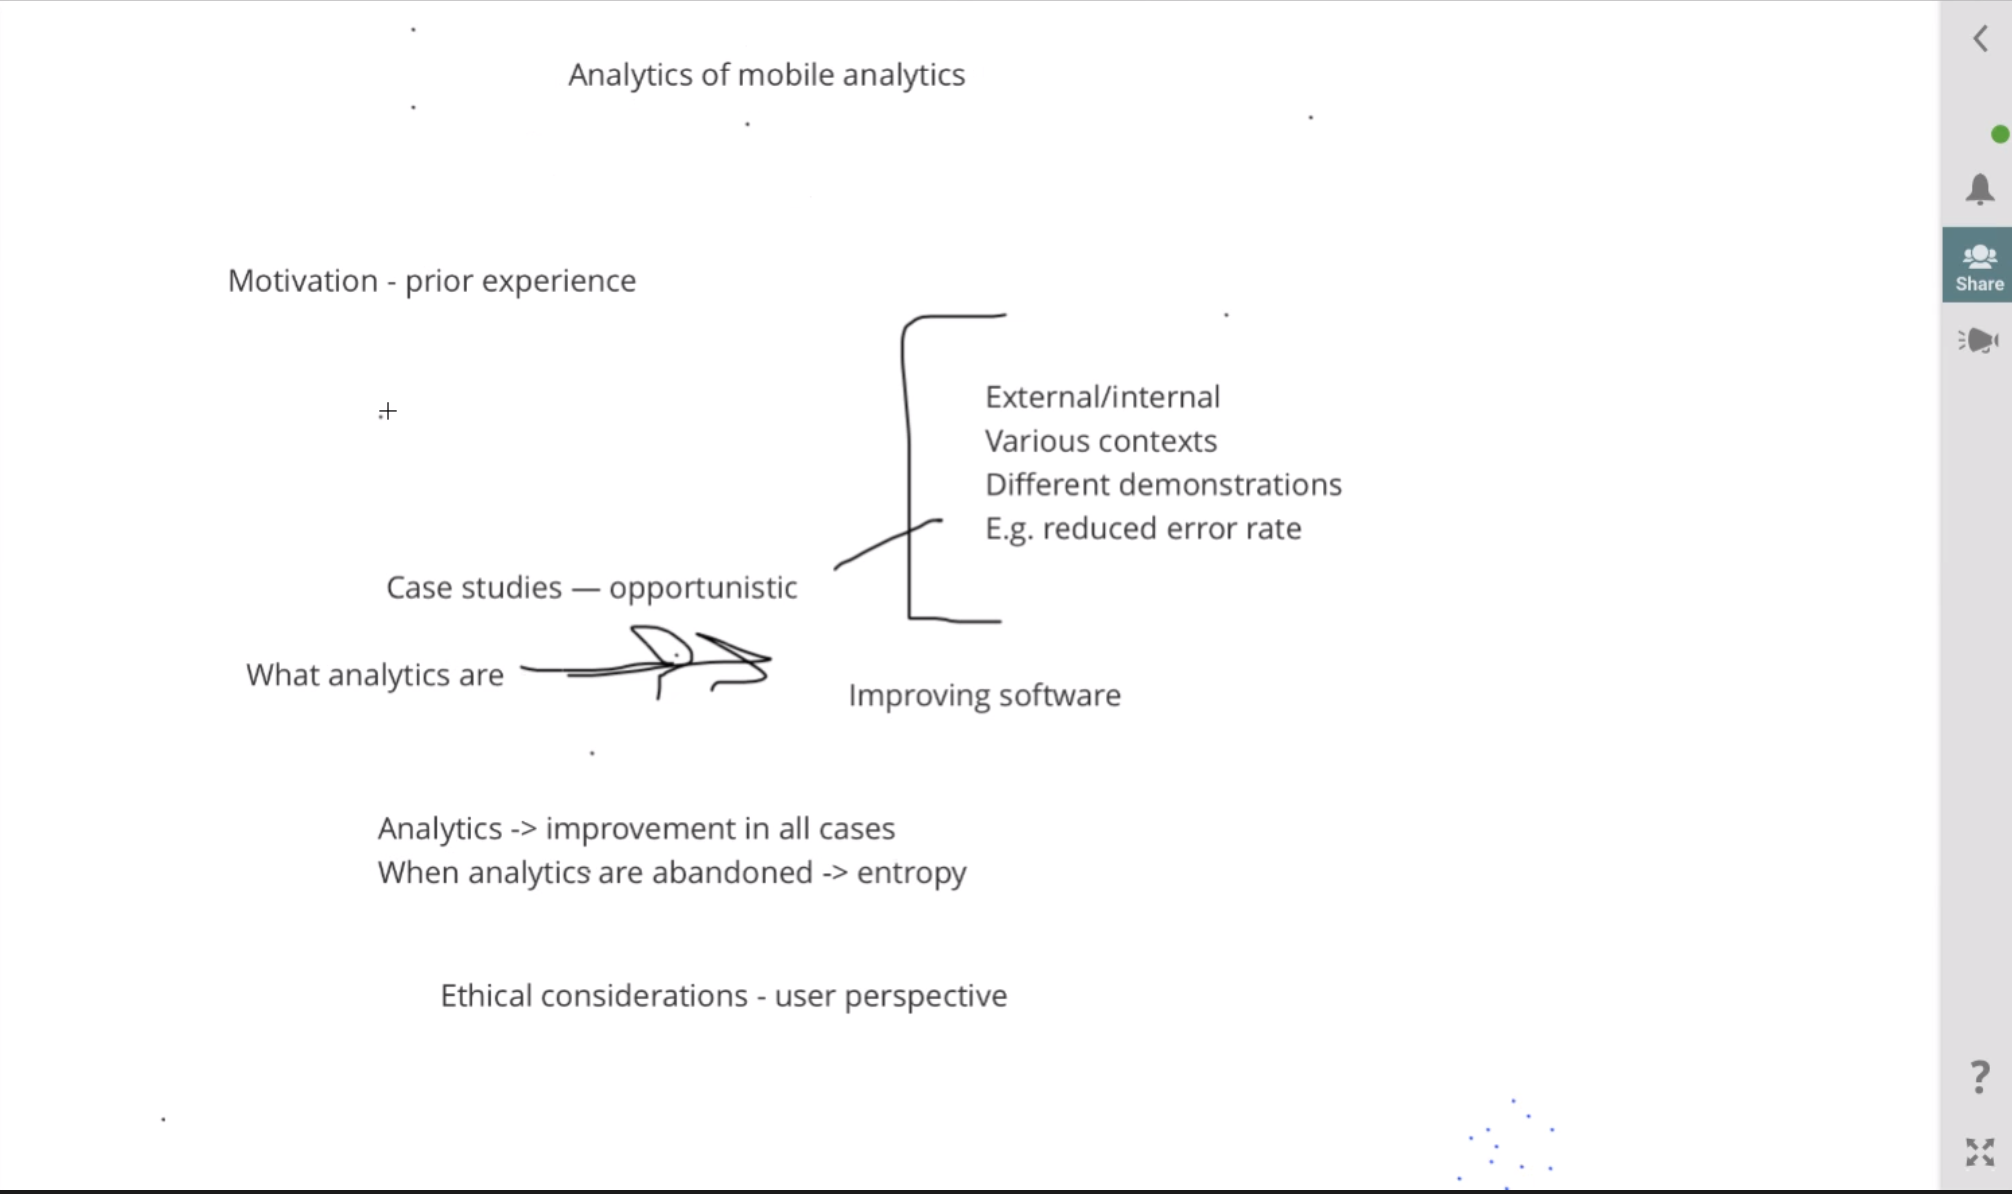 Analytics of mobile analytics
Motivation - prior experience
External/internal
Various contexts
Different demonstrations
E.g. reduced error rate
Case studies — opportunistic
What analytics are
Improving software
Analytics -> improvement in all cases
When analytics are abandoned -> entropy
Ethical considerations - user perspective
Share
?